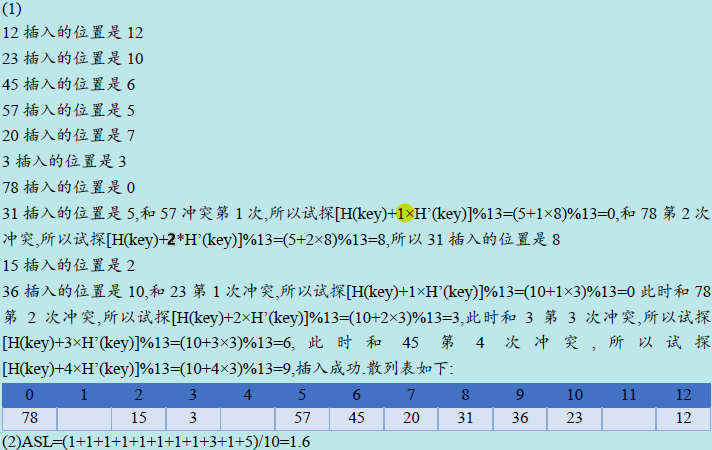 (1)
12 插入的位置是 12
23 插入的位置是 10
45 插入的位置是 6
57 插入的位置是 5
20 插入的位置是 7
3 插入的位置是 3
78 插入的位置是 0
31 插入的位置是 5,和 57 冲突第 1 次,所以试探[H(key)+1×H’(key)]%13=(5+1×8)%13=0,和 78 第 2 次
冲突,所以试探[H(key)+2*H’(key)]%13=(5+2×8)%13=8,所以 31 插入的位置是 8
15 插入的位置是 2
36 插入的位置是 10,和 23 第 1 次冲突,所以试探[H(key)+1×H’(key)]%13=(10+1×3)%13=0 此时和 78
第 2 次冲突,所以试探[H(key)+2×H’(key)]%13=(10+2×3)%13=3,此时和 3 第 3 次冲突,所以试探
[H(key)+3×H’(key)]%13=(10+3×3)%13=6, 此时和 45 第 4 次冲突, 所以试探
[H(key)+4×H’(key)]%13=(10+4×3)%13=9,插入成功.散列表如下:
0 1 2 3 4 5 6 7 8 9 10 11 12
78 15 3 57 45 20 31 36 23 12
(2)ASL=(1+1+1+1+1+1+1+1+3+1+5)/10=1.6